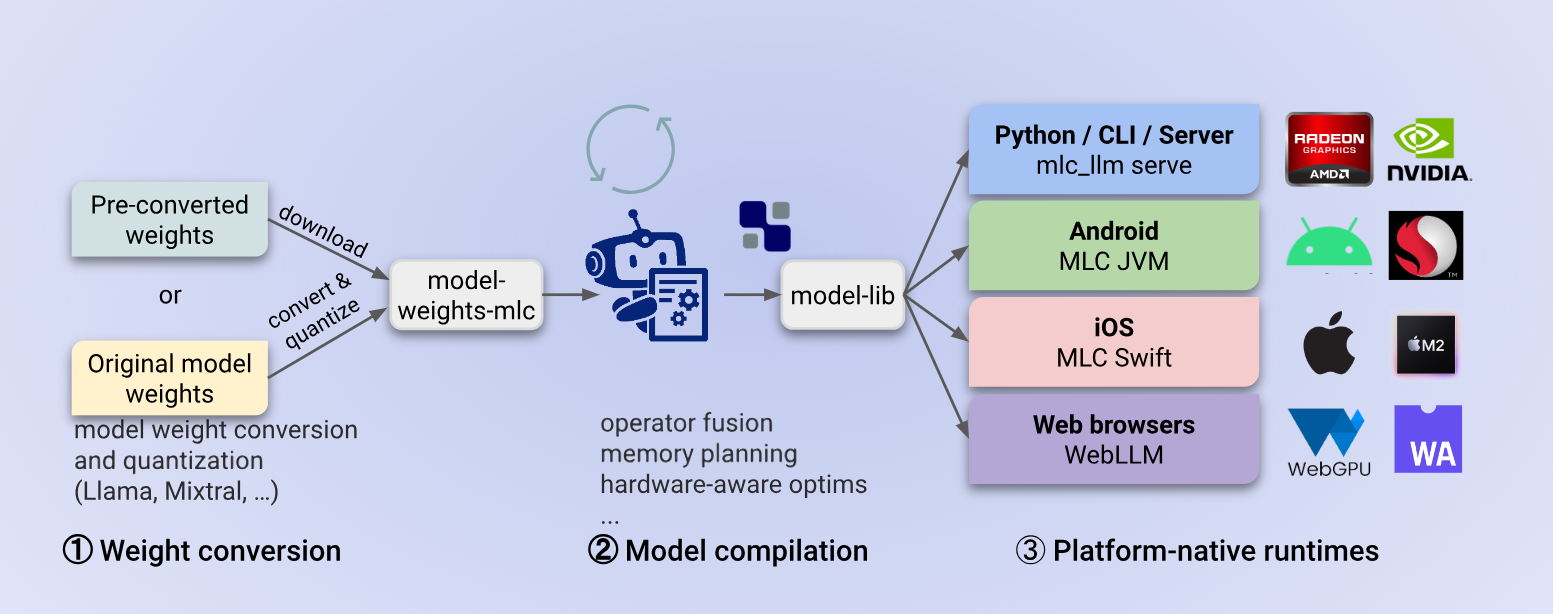 Pre-converted
weights
download
or
convert &
quantize
Original model
weights
model weight conversion
and quantization
(Llama, Mixtral, …)
① Weight conversion
model-
weights-mlc
operator fusion
memory planning
hardware-aware optims
...
② Model compilation
model-lib
Python / CLI / Server
mlc_llm serve
Android
MLC JVM
iOS
MLC Swift
Web browsers
WebLLM
RADEON
GRAPHICS
AMD
NVIDIA.
TM
M2
WebGPU
WA
③ Platform-native runtimes